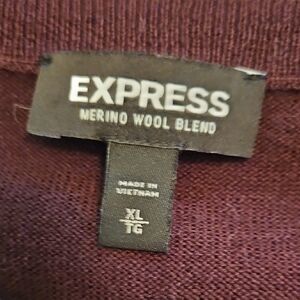 EXPRESS
MERINO WOOL BLEND
MADE IN
VIETNAM
XL
TG